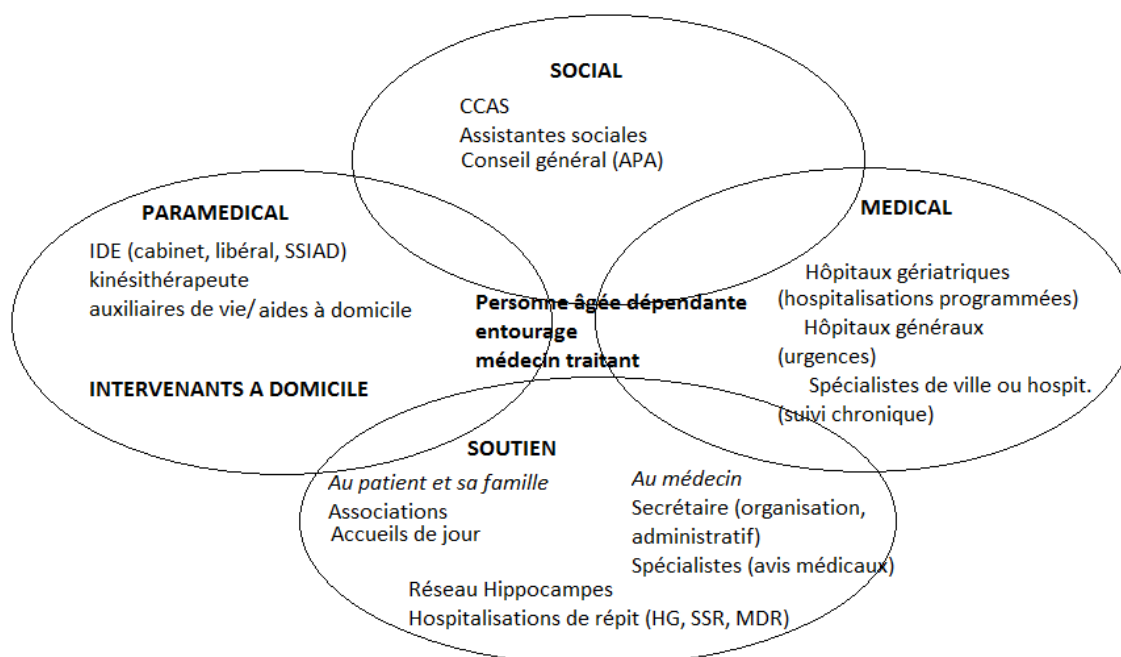 SOCIAL
CCAS
Assistantes sociales
Conseil général (APA)
PARAMEDICAL
IDE (cabinet, libéral, SSIAD)
kinésithérapeute
auxiliaires de vie/ aides à domicile
INTERVENANTS A DOMICILE
MEDICAL
Hôpitaux gériatriques
(hospitalisations programmées)
Hôpitaux généraux
(urgences)
Spécialistes de ville ou hospit.
(suivi chronique)
Personne âgée dépendante
entourage
médecin traitant
SOUTIEN
Au patient et sa famille
Associations
Accueils de jour
Au médecin
Secrétaire (organisation,
administratif)
Spécialistes (avis médicaux)
Réseau Hippocampes
Hospitalisations de répit (HG, SSR, MDR)